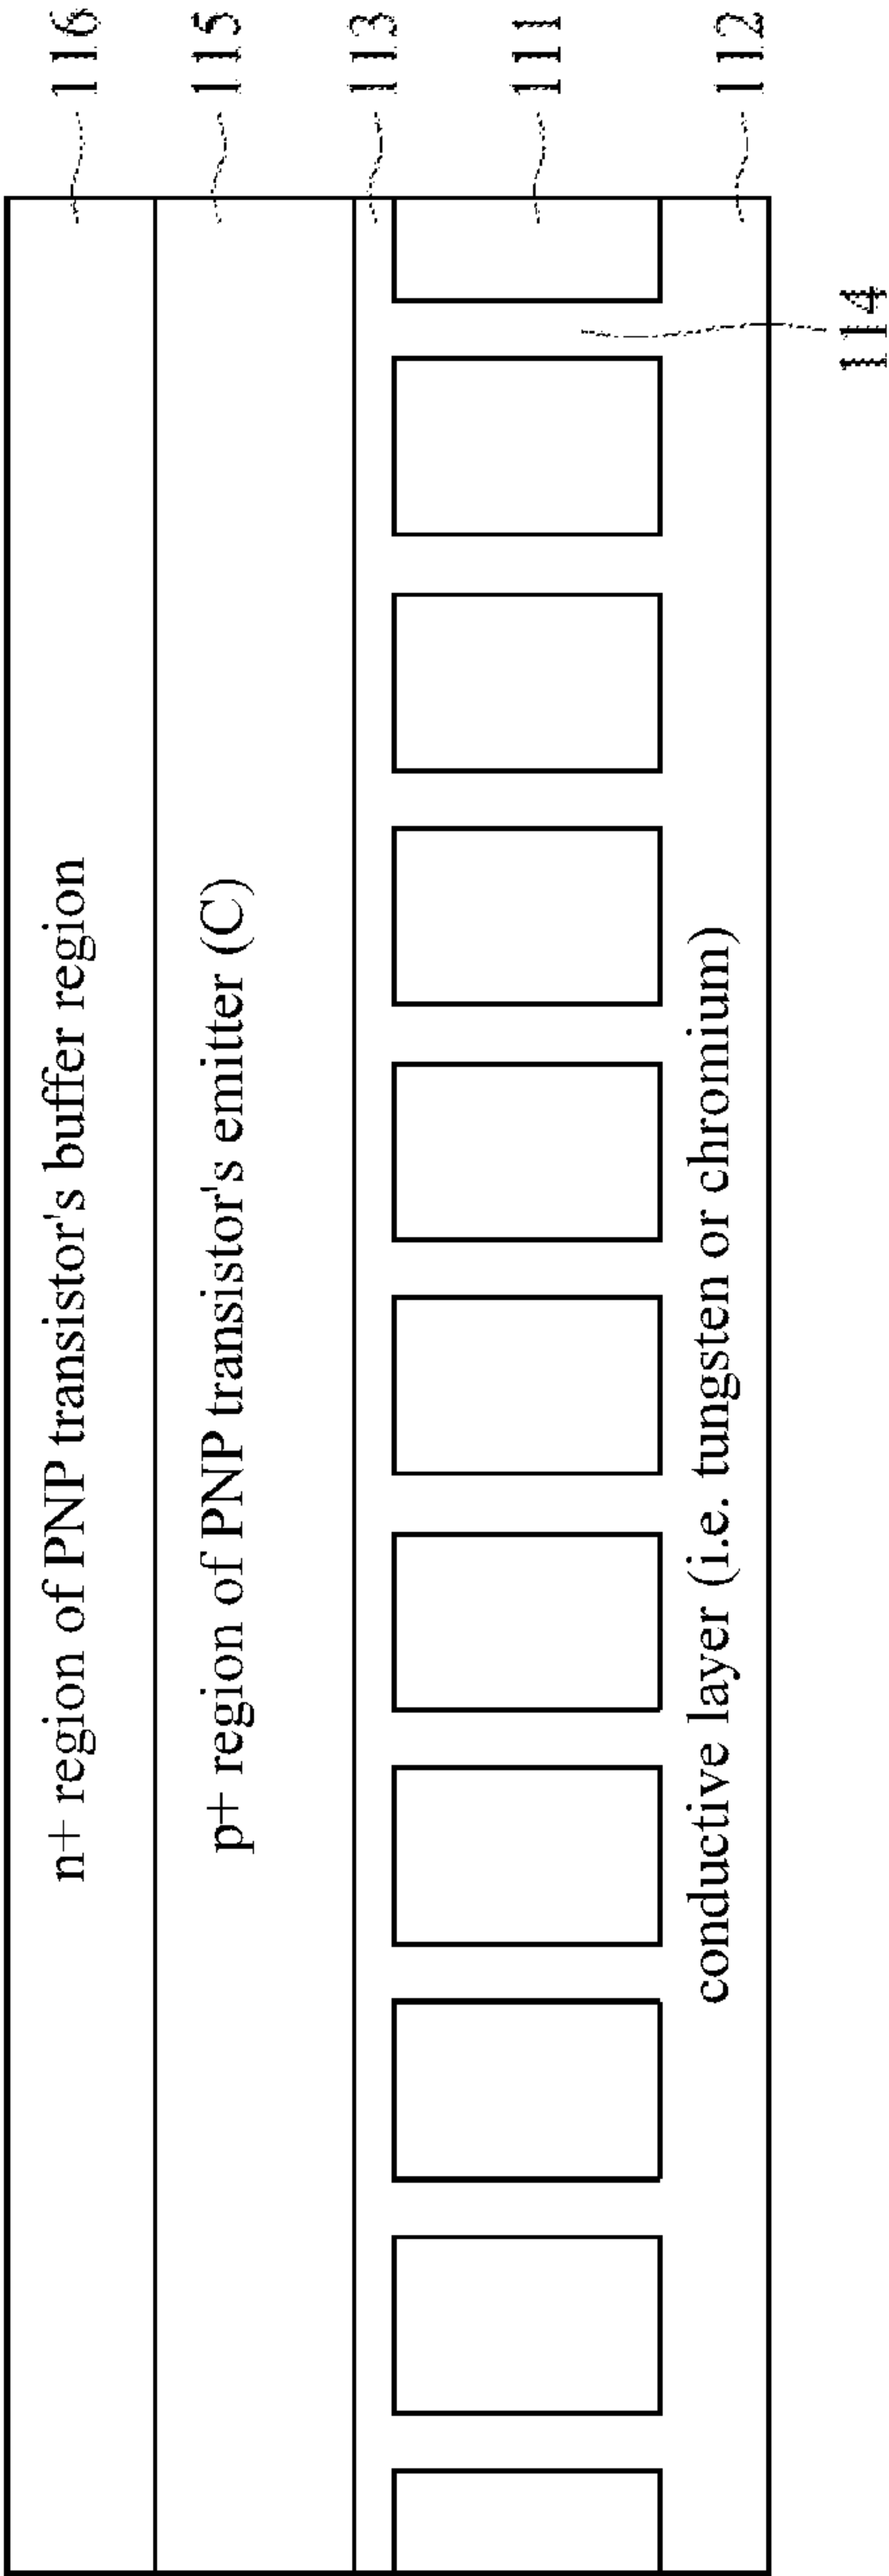 n+ region of PNP transistor's buffer region
116
p+ region of PNP transistor's emitter (C)
115
113
111
conductive layer (i.e. tungsten or chromium)
112
114